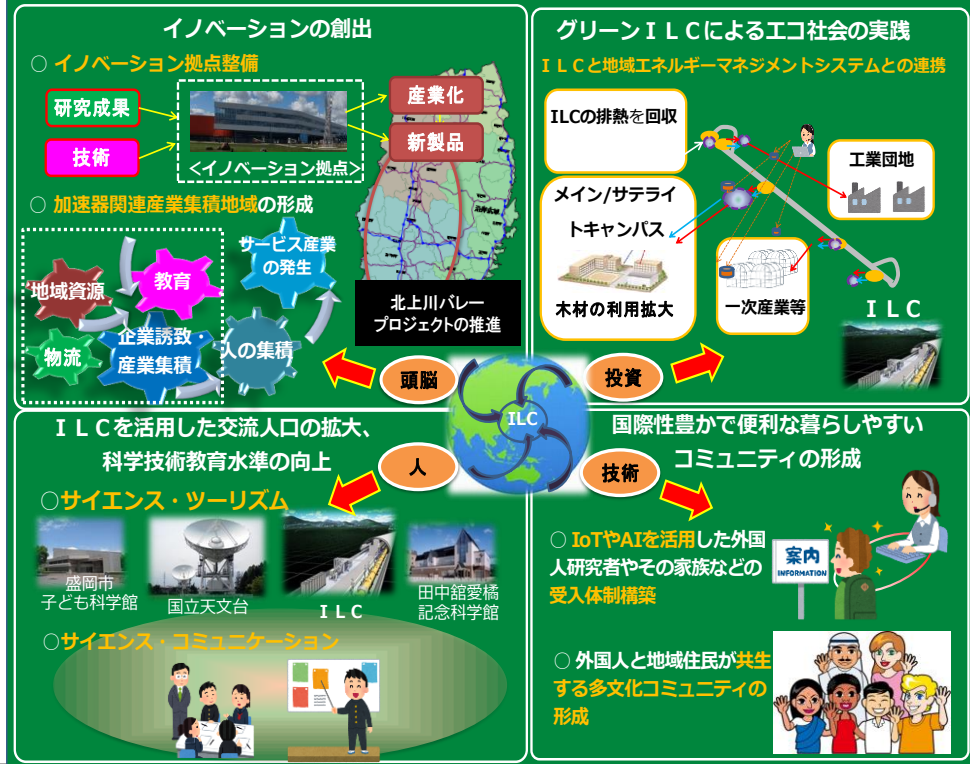 イノベーションの創出
○ イノベーション拠点整備
研究成果
技術
<イノベーション拠点>
産業化
新製品
○ 加速器関連産業集積地域の形成
地域資源
教育
サービス産業
の発生
物流
企業誘致・
産業集積
人の集積
北上川バレー
プロジェクトの推進
グリーンＩＬＣによるエコ社会の実践
ＩＬＣと地域エネルギーマネジメントシステムとの連携
ILCの排熱を回収
工業団地
メイン/サテライ
トキャンパス
木材の利用拡大
一次産業等
ＩＬＣ
頭脳
投資
ILC
人
技術
ＩＬＣを活用した交流人口の拡大、
科学技術教育水準の向上
○サイエンス・ツーリズム
盛岡市
子ども科学館
国立天文台
ＩＬＣ
田中舘愛橘
記念科学館
○サイエンス・コミュニケーション
国際性豊かで便利な暮らしやすい
コミュニティの形成
○ IoTやAIを活用した外国
人研究者やその家族などの
受入体制構築
案内
INFORMATION
○ 外国人と地域住民が共生
する多文化コミュニティの
形成